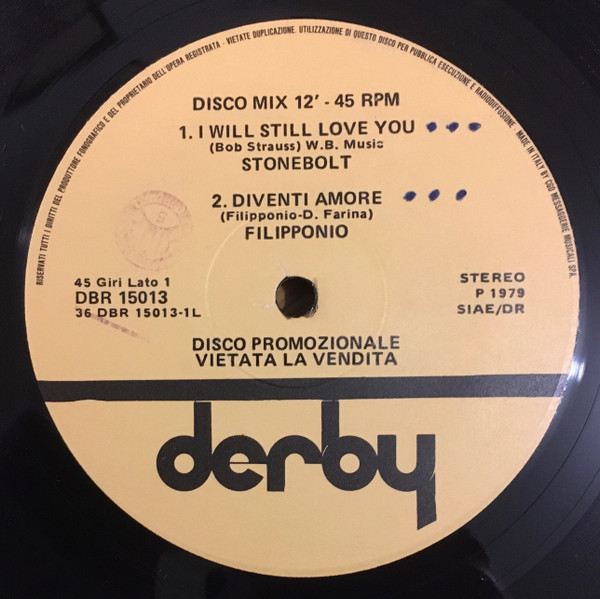 RISERVATI TUTTI I DIRITTI DEL PRODUTTORE FONOGRAFICO E DEL PROPRIETARIO DELL'OPERA REGISTRATA - VIETATE DUPLICAZIONE. UTILIZZAZIONE DI QUESTO DISCO PER PUBBLICA ESECUZIONE E RADIODIFFUSIONE - MADE IN ITALY BY CGD MESSAGGERIE MUSICALI SPA.
DISCO MIX 12' - 45 RPM
1. I WILL STILL LOVE YOU
(Bob Strauss) W.B. Music
STONEBOLT
2. DIVENTI AMORE
(Filipponio-D. Farina)
FILIPPONIO
45 Giri Lato 1
DBR 15013
36 DBR 15013-1L
STEREO
P 1979
SIAE/DR
DISCO PROMOZIONALE
VIETATA LA VENDITA
derby